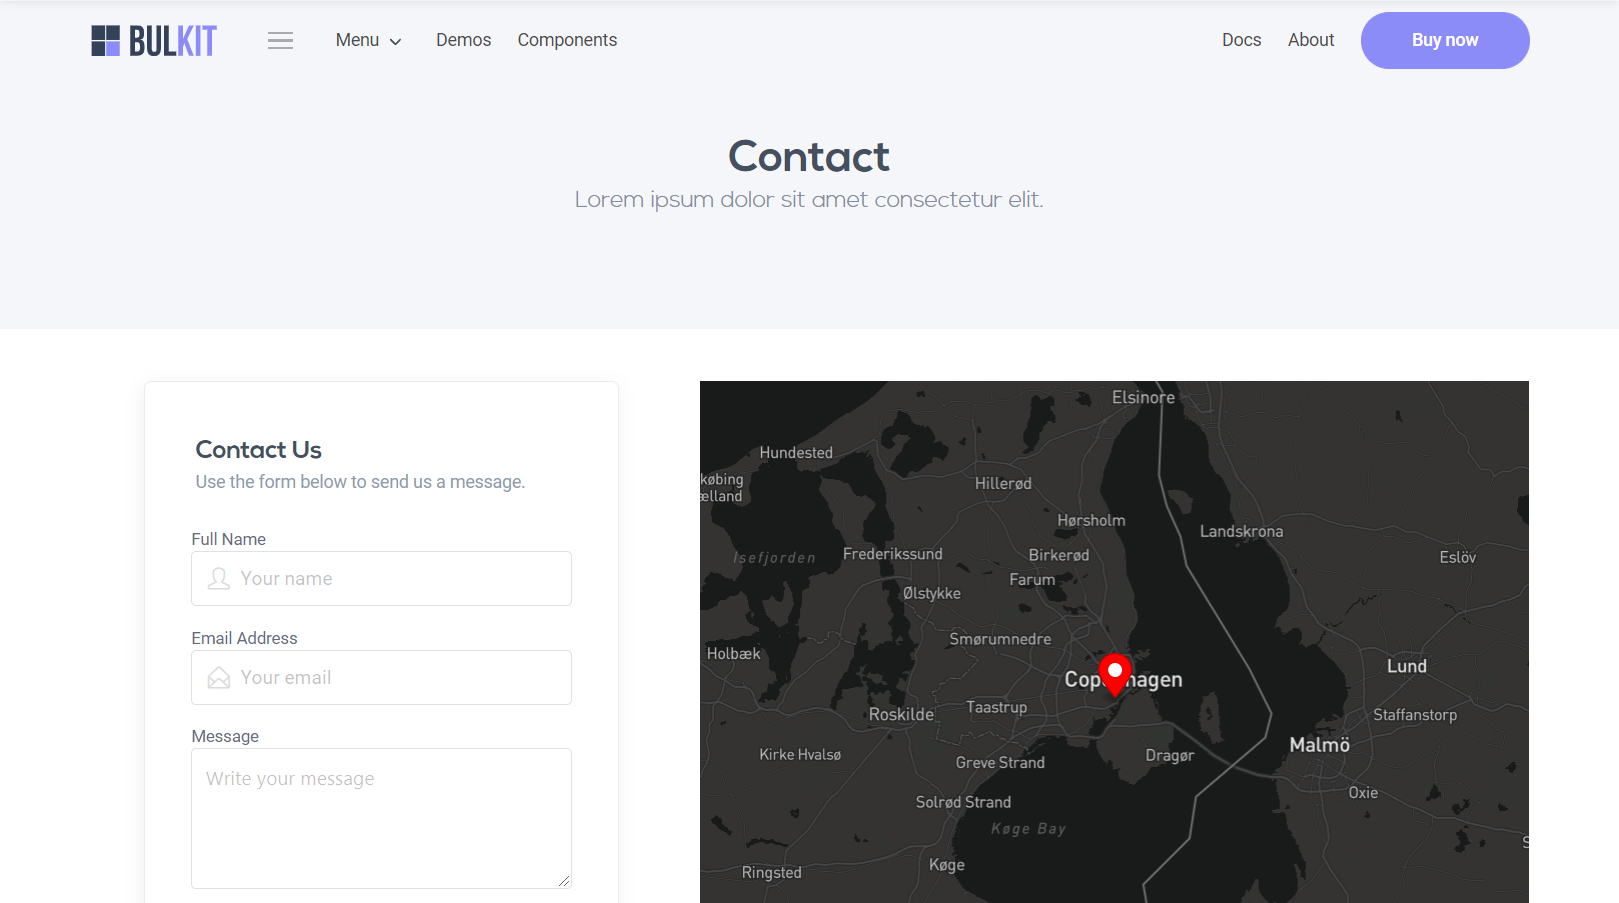 BULKIT
Menu
Demos
Components
Docs
About
Buy now
Contact
Lorem ipsum dolor sit amet consectetur elit.
Contact Us
Use the form below to send us a message.
Full Name
Your name
Email Address
Your email
Message
Write your message
Elsinore
Hundested
købing
ælland
Hillerød
Hørsholm
Landskrona
Isefjorden
Frederikssund
Birkerød
Eslöv
Farum
Ølstykke
Smørumnedre
Holbæk
Lund
Roskilde
Taastrup
Staffanstorp
Malmö
Kirke Hvalsø
Greve Strand
Dragør
Oxie
Solrød Strand
Køge Bay
Køge
Ringsted